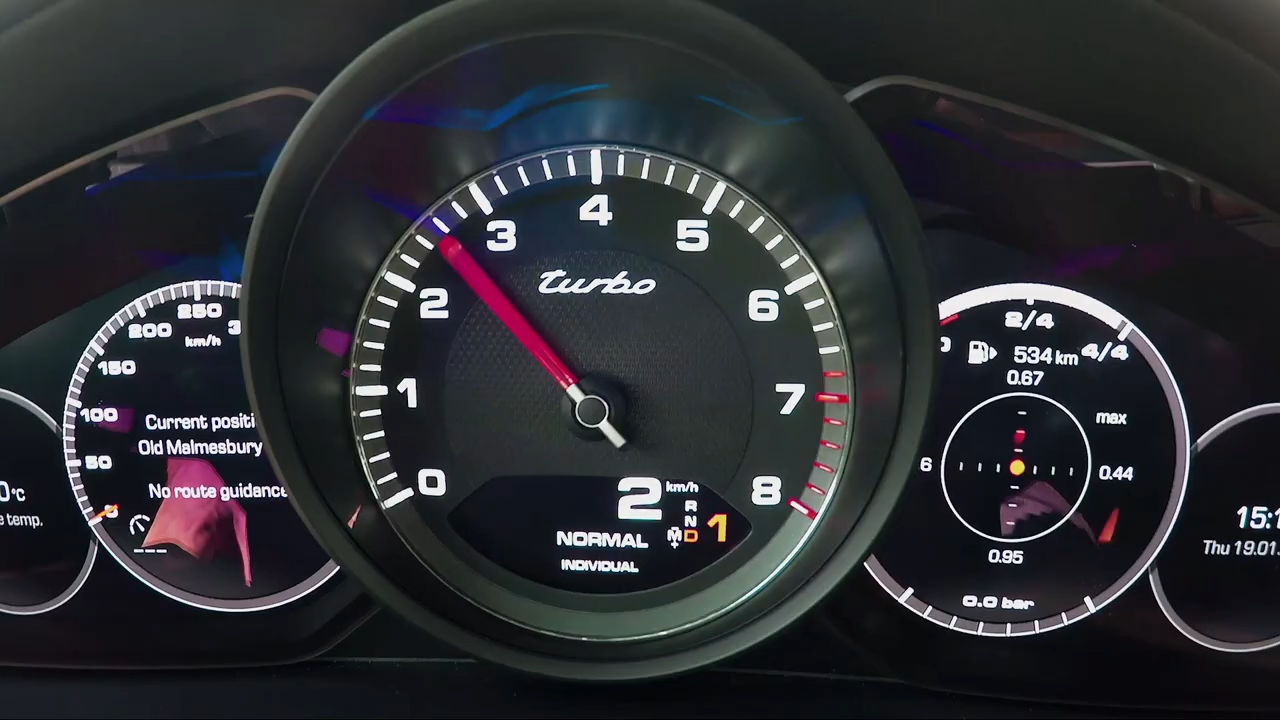 0°C
e temp.
50
100
150
200
250
3
km/h
Current positi
Old Malmesbury
No route guidance
---
0
1
2
3
4
5
6
7
8
turbo
2 km/h
R
N
M D 1
NORMAL
INDIVIDUAL
2/4
4/4
534 km
0.67
max
6
0.44
0.95
0.0 bar
15:1
Thu 19.01.